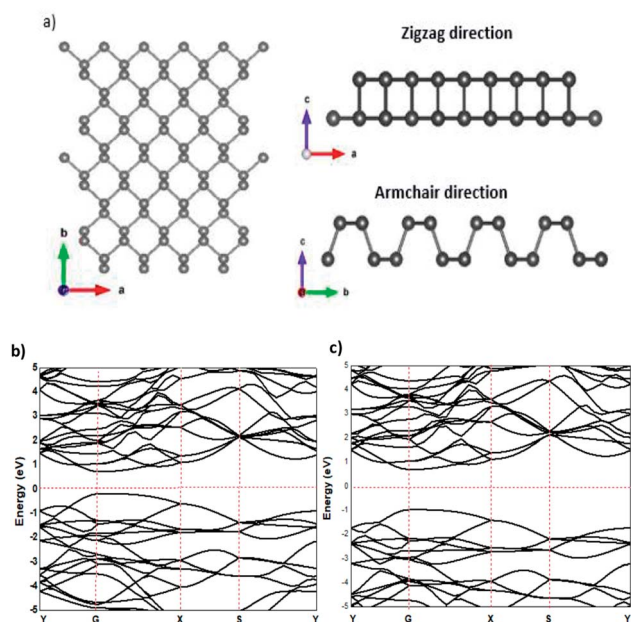 a)
Zigzag direction
c
a
Armchair direction
b
a
c
b
b)
c)
5
4
3
2
1
0
-1
-2
-3
-4
-5
Energy (eV)
Y G X S Y
5
4
3
2
1
0
-1
-2
-3
-4
-5
Energy (eV)
Y G X S Y